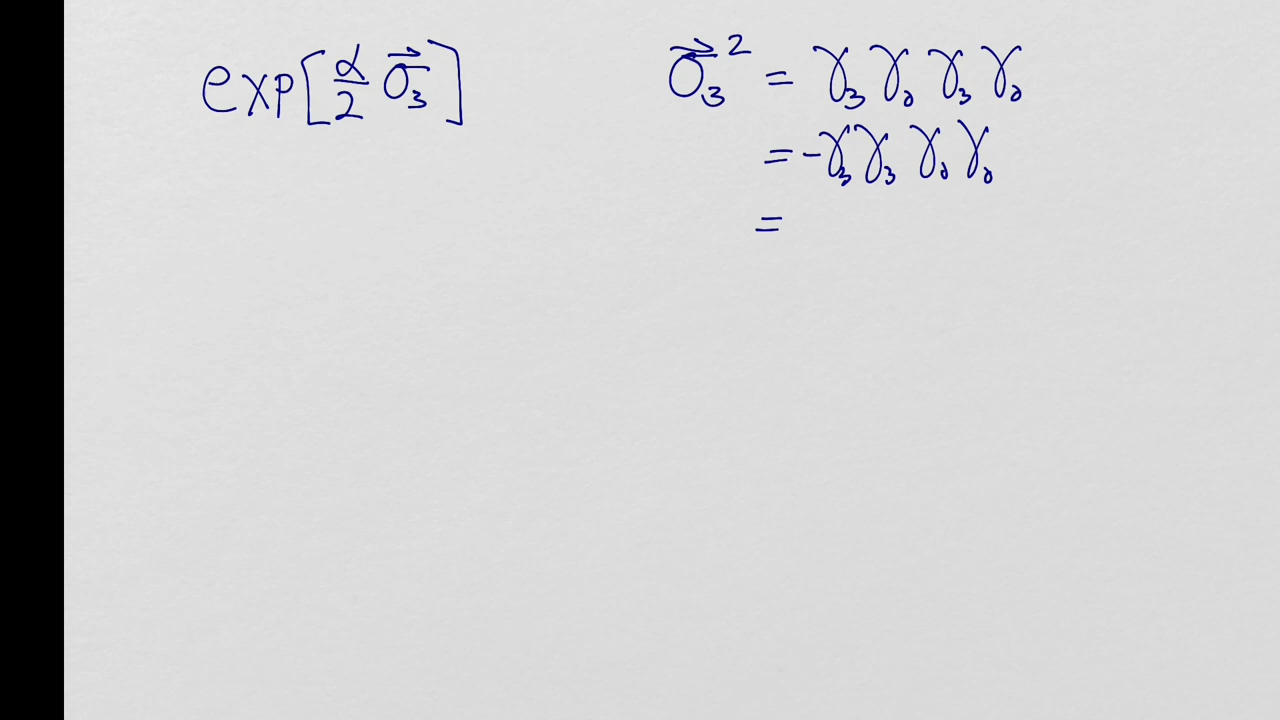 exp[α/2 σ⃗₃]
σ⃗₃² = γ₃γ₀γ₃γ₀
= -γ₃γ₃γ₀γ₀
=